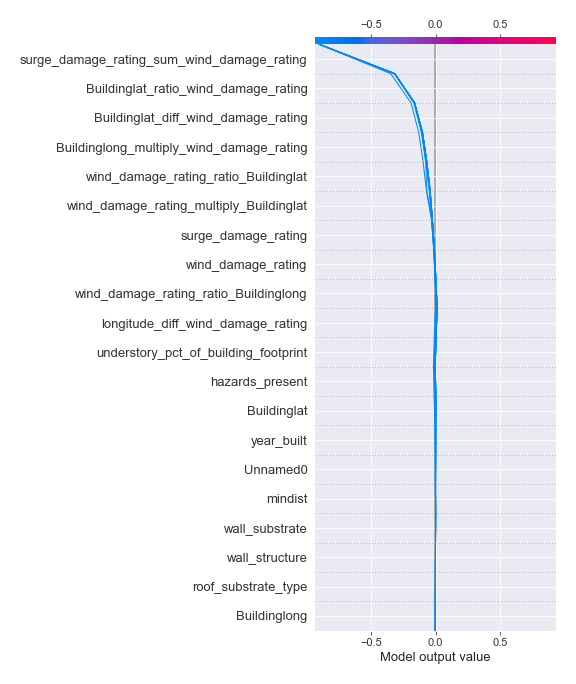 −0.5 0.0 0.5
surge_damage_rating_sum_wind_damage_rating
Buildinglat_ratio_wind_damage_rating
Buildinglat_diff_wind_damage_rating
Buildinglong_multiply_wind_damage_rating
wind_damage_rating_ratio_Buildinglat
wind_damage_rating_multiply_Buildinglat
surge_damage_rating
wind_damage_rating
wind_damage_rating_ratio_Buildinglong
longitude_diff_wind_damage_rating
understory_pct_of_building_footprint
hazards_present
Buildinglat
year_built
Unnamed0
mindist
wall_substrate
wall_structure
roof_substrate_type
Buildinglong
−0.5 0.0 0.5
Model output value